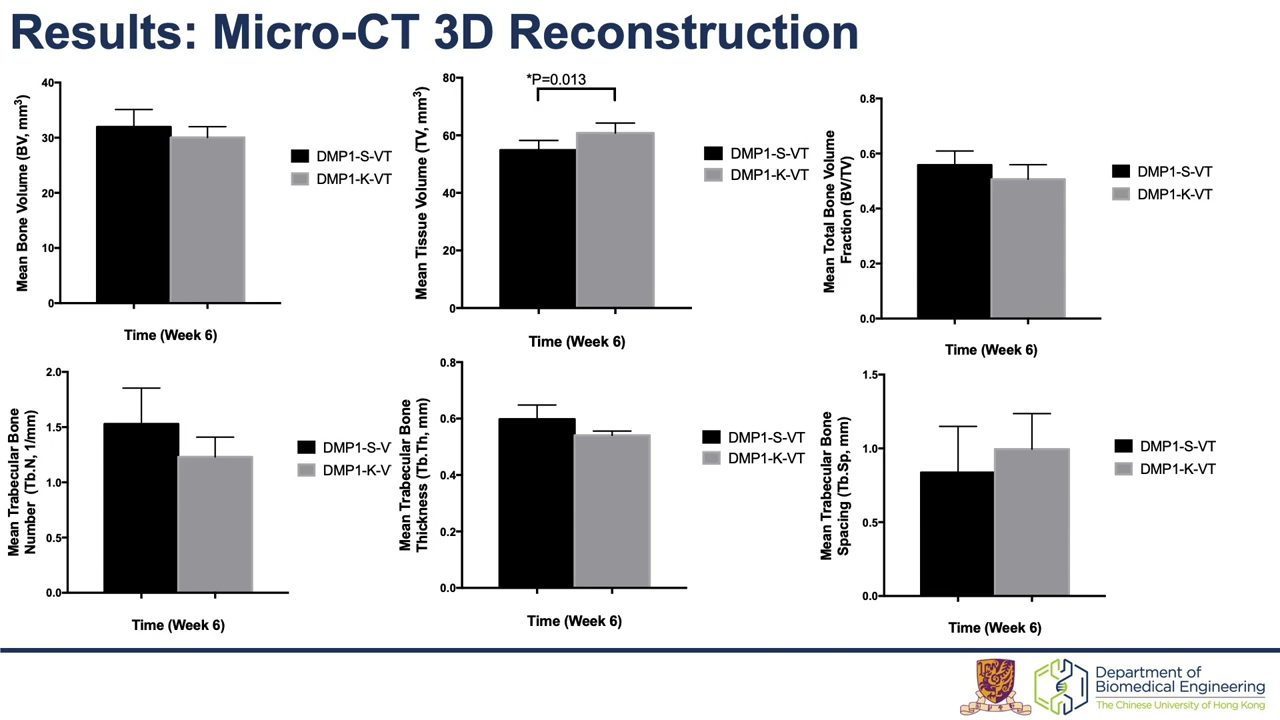 Results: Micro-CT 3D Reconstruction
Mean Bone Volume (BV, mm³)
40
30
20
10
0
DMP1-S-VT
DMP1-K-VT
Time (Week 6)
Mean Tissue Volume (TV, mm³)
80
60
40
20
0
*P=0.013
DMP1-S-VT
DMP1-K-VT
Time (Week 6)
Mean Total Bone Volume
Fraction (BV/TV)
0.8
0.6
0.4
0.2
0.0
DMP1-S-VT
DMP1-K-VT
Time (Week 6)
Mean Trabecular Bone
Number (Tb.N, 1/mm)
2.0
1.5
1.0
0.5
0.0
DMP1-S-V
DMP1-K-V
Time (Week 6)
Mean Trabecular Bone
Thickness (Tb.Th, mm)
0.8
0.6
0.4
0.2
0.0
DMP1-S-VT
DMP1-K-VT
Time (Week 6)
Mean Trabecular Bone
Spacing (Tb.Sp, mm)
1.5
1.0
0.5
0.0
DMP1-S-VT
DMP1-K-VT
Time (Week 6)
Department of
Biomedical Engineering
The Chinese University of Hong Kong